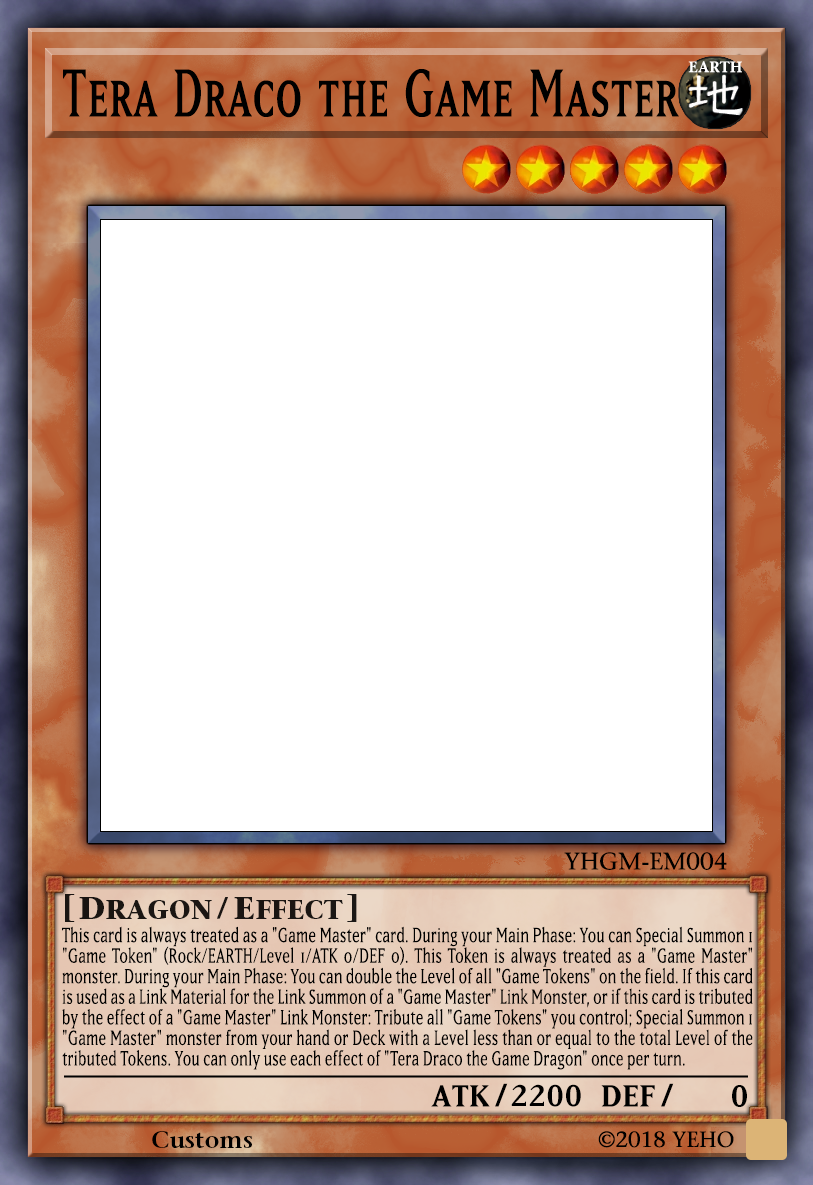 Tera Draco the Game Master
EARTH
地
YHGM-EM004
[Dragon/Effect]
This card is always treated as a "Game Master" card. During your Main Phase: You can Special Summon 1
"Game Token" (Rock/EARTH/Level 1/ATK 0/DEF 0). This Token is always treated as a "Game Master"
monster. During your Main Phase: You can double the Level of all "Game Tokens" on the field. If this card
is used as a Link Material for the Link Summon of a "Game Master" Link Monster, or if this card is tributed
by the effect of a "Game Master" Link Monster: Tribute all "Game Tokens" you control; Special Summon 1
"Game Master" monster from your hand or Deck with a Level less than or equal to the total Level of the
tributed Tokens. You can only use each effect of "Tera Draco the Game Dragon" once per turn.
ATK/2200 DEF/ 0
Customs ©2018 YEHO